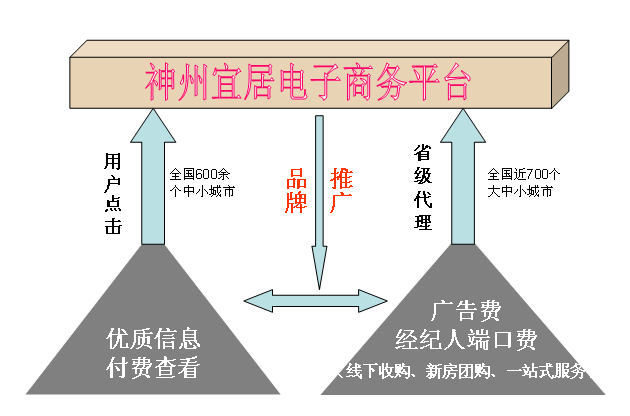 神州宜居电子商务平台
用户点击
全国600余
个中小城市
品牌
推广
省级代理
全国近700个
大中小城市
优质信息
付费查看
广告费
经纪人端口费
（线下收购、新房团购、一站式服务